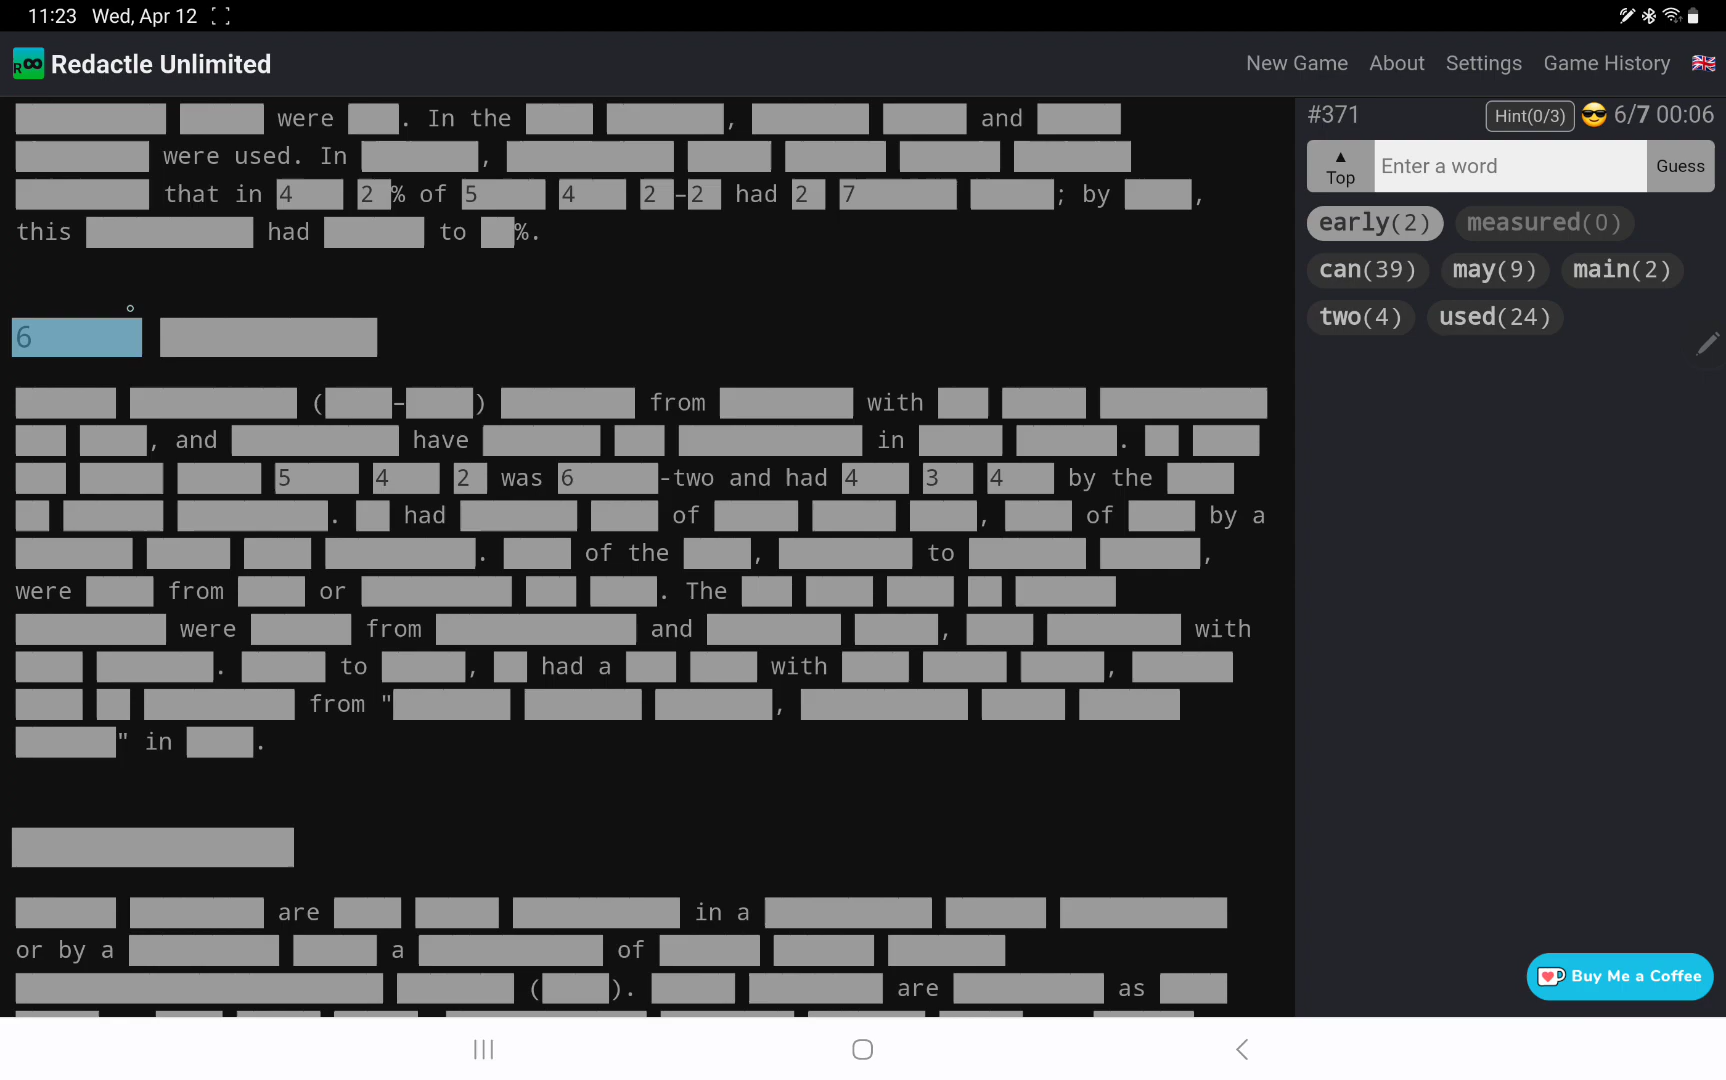 11:23 Wed, Apr 12
R∞ Redactle Unlimited
New Game About Settings Game History
were . In the , and
were used. In ,
that in 4 2 % of 5 4 2 - 2 had 2 7 ; by ,
this had to %.
6
( - ) from with
, and have in .
5 4 2 was 6 -two and had 4 3 4 by the
. had of , of by a
. of the , to ,
were from or . The
were from and , with
. to , had a with ,
from " ,
" in .
are in a
or by a a of
( ). are as
#371 Hint(0/3) 6/7 00:06
▲ Top Enter a word Guess
early(2) measured(0)
can(39) may(9) main(2)
two(4) used(24)
Buy Me a Coffee